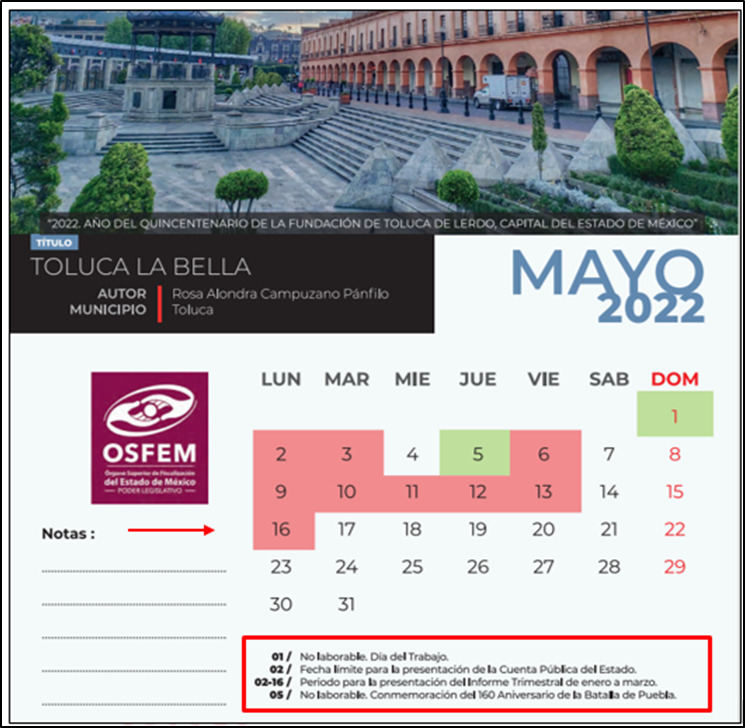 "2022. AÑO DEL QUINCENTENARIO DE LA FUNDACIÓN DE TOLUCA DE LERDO, CAPITAL DEL ESTADO DE MÉXICO"
TÍTULO
TOLUCA LA BELLA
AUTOR Rosa Alondra Campuzano Pánfilo
MUNICIPIO Toluca
MAYO
2022
OSFEM
Órgano Superior de Fiscalización
del Estado de México
PODER LEGISLATIVO
Notas :
LUN MAR MIE JUE VIE SAB DOM
1
2 3 4 5 6 7 8
9 10 11 12 13 14 15
16 17 18 19 20 21 22
23 24 25 26 27 28 29
30 31
01 / No laborable. Día del Trabajo.
02 / Fecha límite para la presentación de la Cuenta Pública del Estado.
02-16 / Periodo para la presentación del Informe Trimestral de enero a marzo.
05 / No laborable. Conmemoración del 160 Aniversario de la Batalla de Puebla.